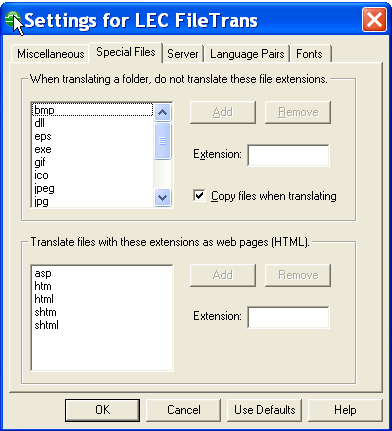 Settings for LEC FileTrans
Miscellaneous Special Files Server Language Pairs Fonts
When translating a folder, do not translate these file extensions.
bmp
dll
eps
exe
gif
ico
jpeg
jpg
Add Remove
Extension:
Copy files when translating
Translate files with these extensions as web pages (HTML).
asp
htm
html
shtm
shtml
Add Remove
Extension:
OK Cancel Use Defaults Help